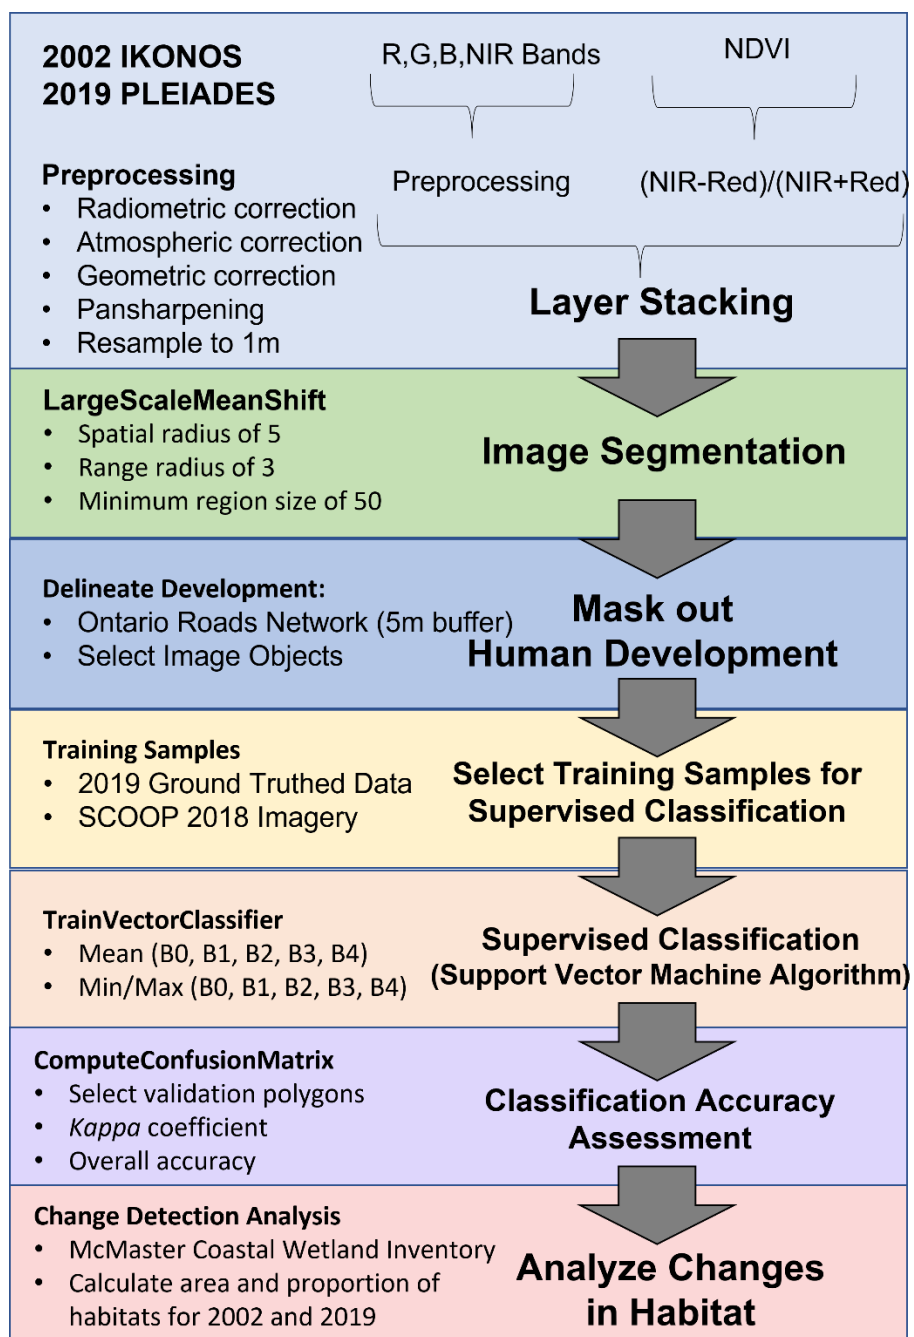 2002 IKONOS
2019 PLEIADES
R,G,B,NIR Bands
NDVI
Preprocessing
• Radiometric correction
• Atmospheric correction
• Geometric correction
• Pansharpening
• Resample to 1m
Preprocessing
(NIR-Red)/(NIR+Red)
Layer Stacking
LargeScaleMeanShift
• Spatial radius of 5
• Range radius of 3
• Minimum region size of 50
Image Segmentation
Delineate Development:
• Ontario Roads Network (5m buffer)
• Select Image Objects
Mask out
Human Development
Training Samples
• 2019 Ground Truthed Data
• SCOOP 2018 Imagery
Select Training Samples for
Supervised Classification
TrainVectorClassifier
• Mean (B0, B1, B2, B3, B4)
• Min/Max (B0, B1, B2, B3, B4)
Supervised Classification
(Support Vector Machine Algorithm)
ComputeConfusionMatrix
• Select validation polygons
• Kappa coefficient
• Overall accuracy
Classification Accuracy
Assessment
Change Detection Analysis
• McMaster Coastal Wetland Inventory
• Calculate area and proportion of
habitats for 2002 and 2019
Analyze Changes
in Habitat